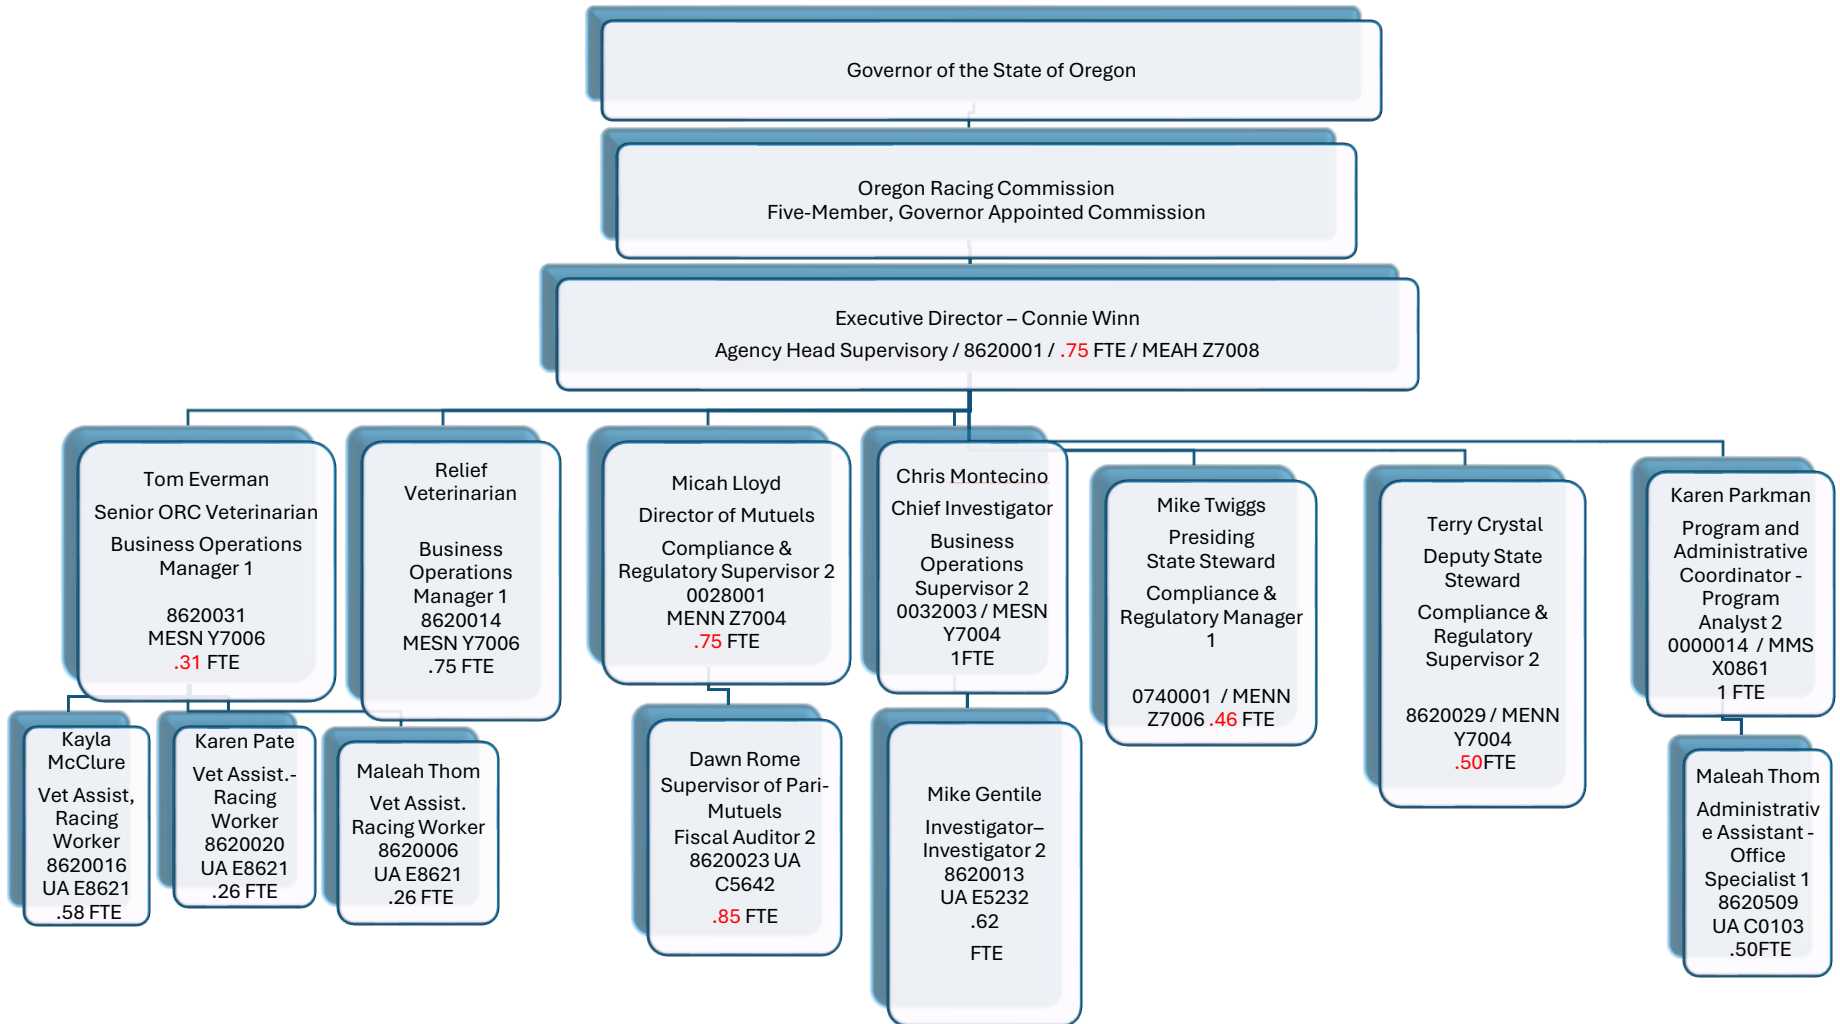 Governor of the State of Oregon
Oregon Racing Commission
Five-Member, Governor Appointed Commission
Executive Director – Connie Winn
Agency Head Supervisory / 8620001 / .75 FTE / MEAH Z7008
Tom Everman
Senior ORC Veterinarian
Business Operations
Manager 1
8620031
MESN Y7006
.31 FTE
Relief
Veterinarian
Business
Operations
Manager 1
8620014
MESN Y7006
.75 FTE
Micah Lloyd
Director of Mutuels
Compliance &
Regulatory Supervisor 2
0028001
MENN Z7004
.75 FTE
Chris Montecino
Chief Investigator
Business
Operations
Supervisor 2
0032003 / MESN
Y7004
1FTE
Mike Twiggs
Presiding
State Steward
Compliance &
Regulatory Manager
1
0740001 / MENN
Z7006 .46 FTE
Terry Crystal
Deputy State
Steward
Compliance &
Regulatory
Supervisor 2
8620029 / MENN
Y7004
.50FTE
Karen Parkman
Program and
Administrative
Coordinator -
Program
Analyst 2
0000014 / MMS
X0861
1 FTE
Kayla
McClure
Vet Assist,
Racing
Worker
8620016
UA E8621
.58 FTE
Karen Pate
Vet Assist.-
Racing
Worker
8620020
UA E8621
.26 FTE
Maleah Thom
Vet Assist.
Racing Worker
8620006
UA E8621
.26 FTE
Dawn Rome
Supervisor of Pari-
Mutuels
Fiscal Auditor 2
8620023 UA
C5642
.85 FTE
Mike Gentile
Investigator–
Investigator 2
8620013
UA E5232
.62
FTE
Maleah Thom
Administrativ
e Assistant -
Office
Specialist 1
8620509
UA C0103
.50FTE